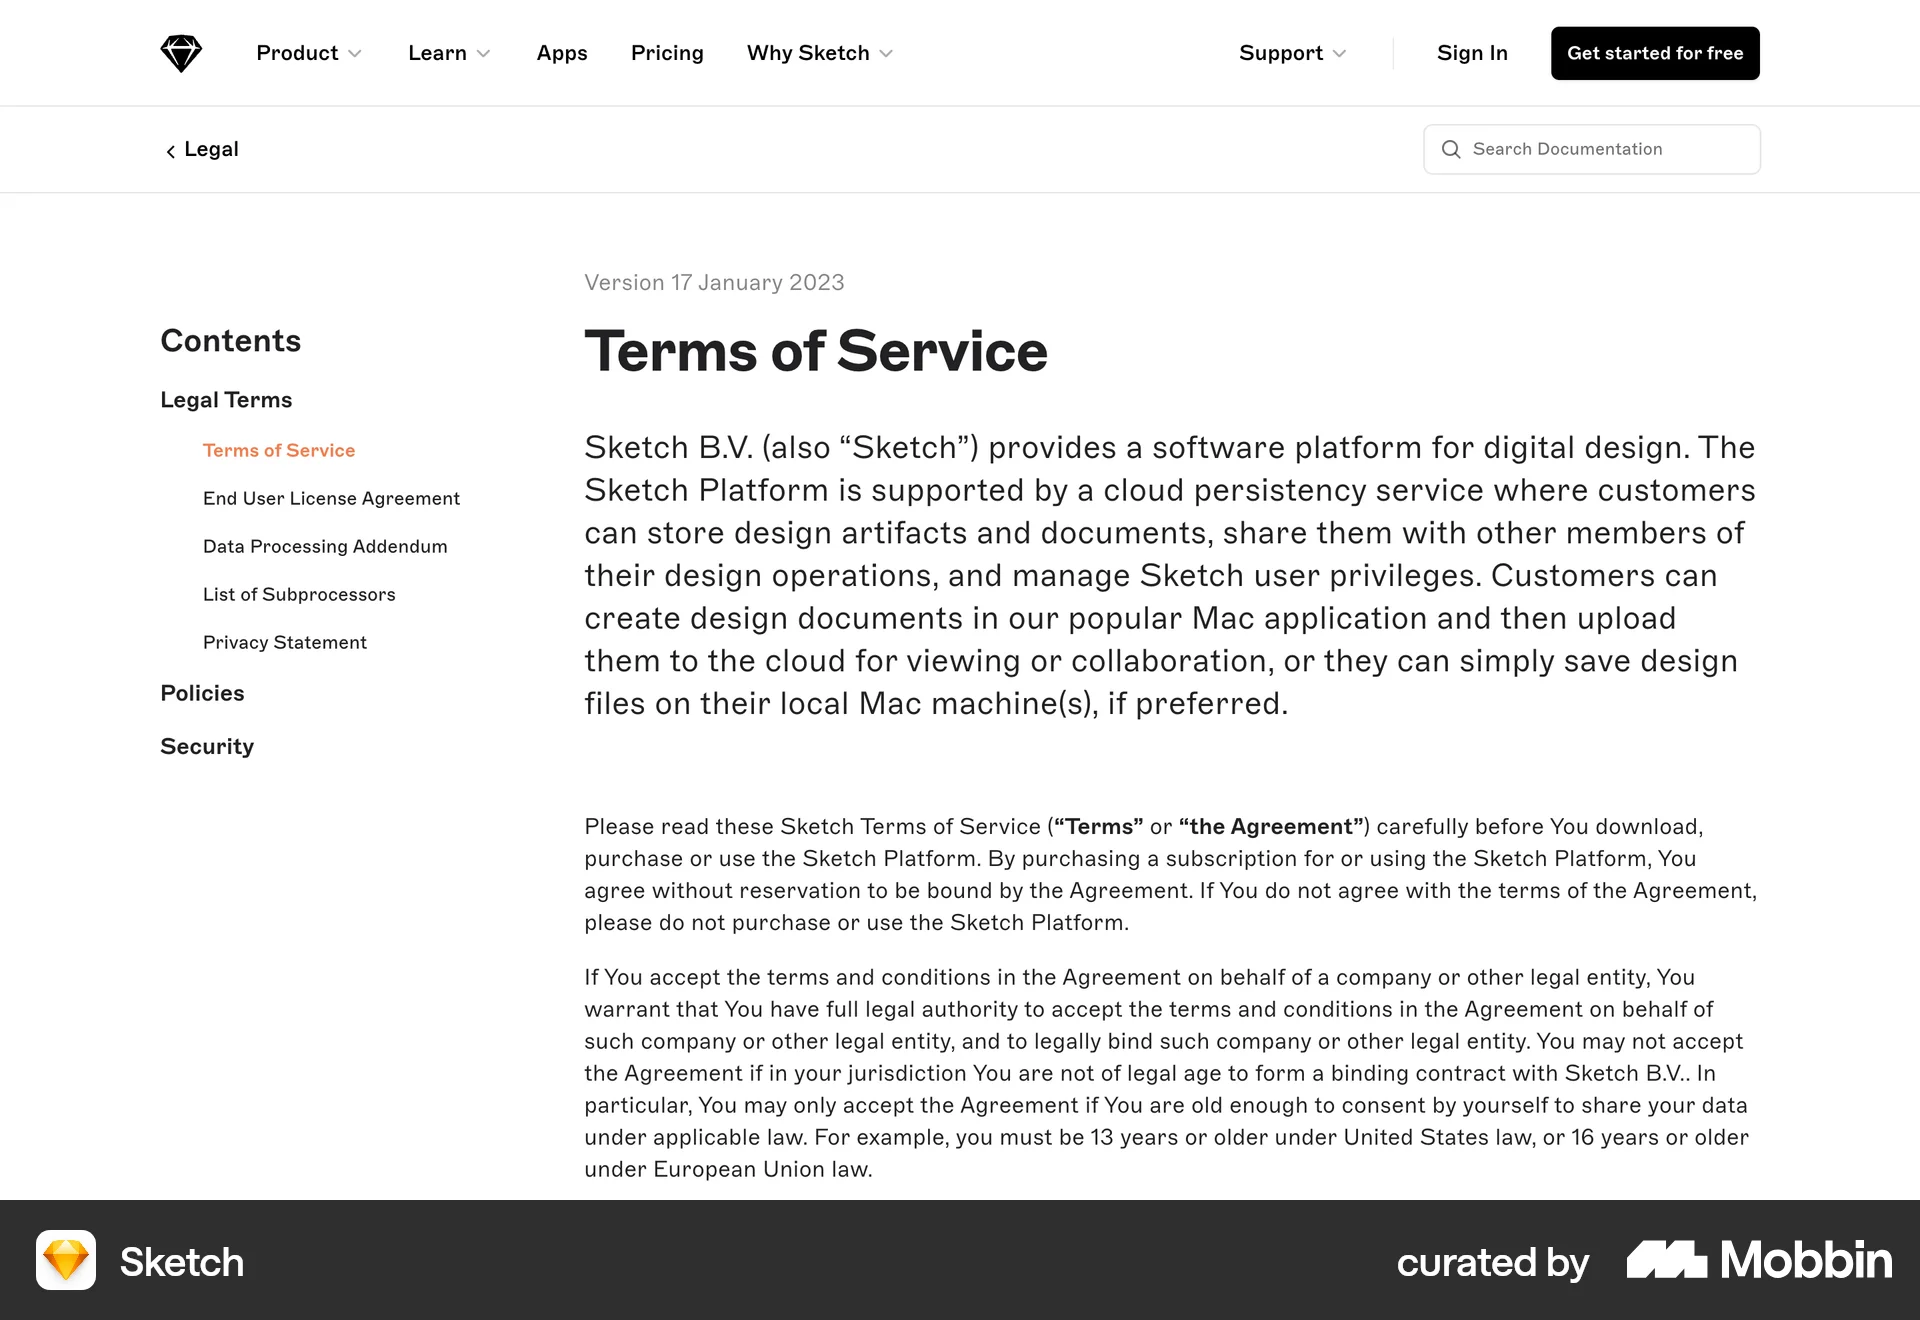 Product Learn Apps Pricing Why Sketch Support Sign In Get started for free
Legal Search Documentation
Contents
Legal Terms
Terms of Service
End User License Agreement
Data Processing Addendum
List of Subprocessors
Privacy Statement
Policies
Security
Version 17 January 2023
Terms of Service
Sketch B.V. (also “Sketch”) provides a software platform for digital design. The
Sketch Platform is supported by a cloud persistency service where customers
can store design artifacts and documents, share them with other members of
their design operations, and manage Sketch user privileges. Customers can
create design documents in our popular Mac application and then upload
them to the cloud for viewing or collaboration, or they can simply save design
files on their local Mac machine(s), if preferred.
Please read these Sketch Terms of Service (“Terms” or “the Agreement”) carefully before You download,
purchase or use the Sketch Platform. By purchasing a subscription for or using the Sketch Platform, You
agree without reservation to be bound by the Agreement. If You do not agree with the terms of the Agreement,
please do not purchase or use the Sketch Platform.
If You accept the terms and conditions in the Agreement on behalf of a company or other legal entity, You
warrant that You have full legal authority to accept the terms and conditions in the Agreement on behalf of
such company or other legal entity, and to legally bind such company or other legal entity. You may not accept
the Agreement if in your jurisdiction You are not of legal age to form a binding contract with Sketch B.V.. In
particular, You may only accept the Agreement if You are old enough to consent by yourself to share your data
under applicable law. For example, you must be 13 years or older under United States law, or 16 years or older
under European Union law.
Sketch curated by Mobbin